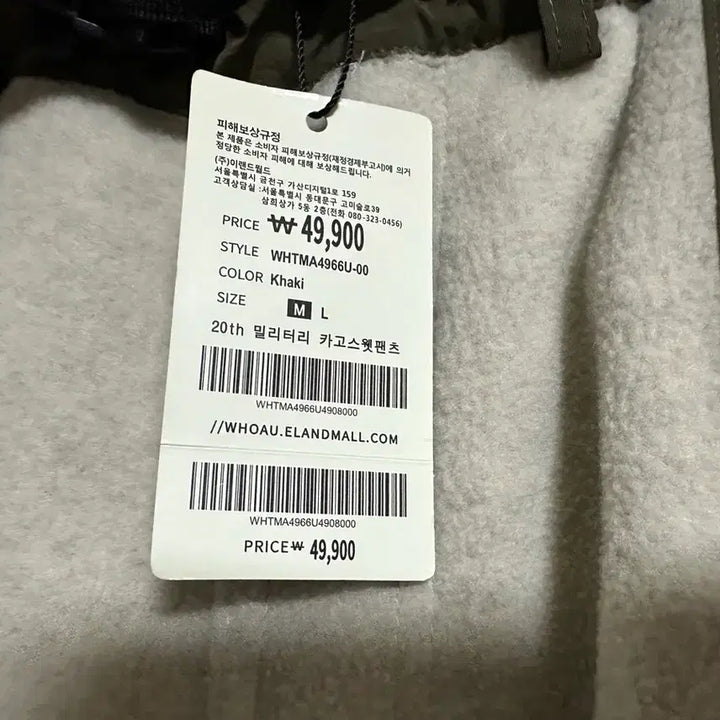 피해보상규정
본 제품은 소비자 피해보상규정(재정경제부고시)에 의거
정당한 소비자 피해에 대해 보상해드립니다.
(주)이랜드월드
서울특별시 금천구 가산디지털1로 159
고객상담실 :서울특별시 동대문구 고미술로39
삼희상가 5동 2층(전화 080-323-0456)
PRICE ₩ 49,900
STYLE WHTMA4966U-00
COLOR Khaki
SIZE M L
20th 밀리터리 카고스웻팬츠
WHTMA4966U4908000
//WHOAU.ELANDMALL.COM
WHTMA4966U4908000
PRICE₩ 49,900